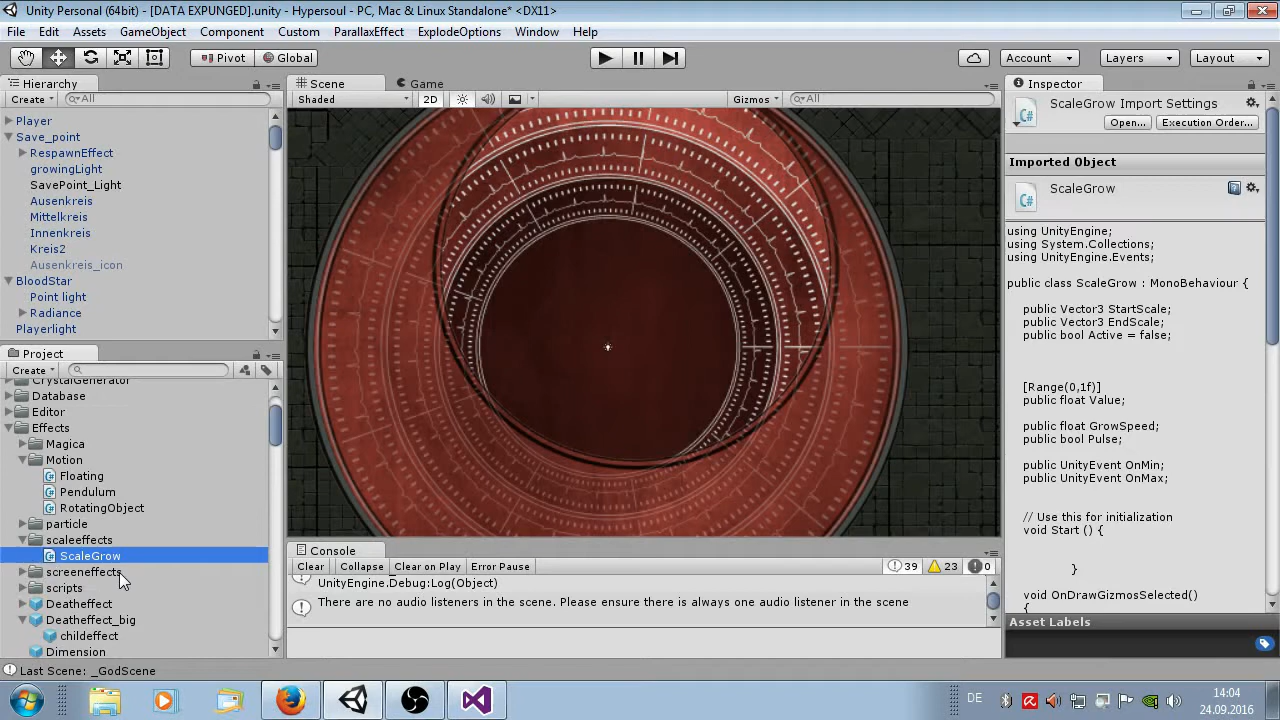 Unity Personal (64bit) - [DATA EXPUNGED].unity - Hypersoul - PC, Mac & Linux Standalone* <DX11>
File Edit Assets GameObject Component Custom ParallaxEffect ExplodeOptions Window Help
Pivot Global Account Layers Layout
Hierarchy
Create All
Player
Save_point
RespawnEffect
growingLight
SavePoint_Light
Ausenkreis
Mittelkreis
Innenkreis
Kreis2
Ausenkreis_icon
BloodStar
Point light
Radiance
Playerlight
Project
Create
CrystalGenerator
Database
Editor
Effects
Magica
Motion
Floating
Pendulum
RotatingObject
particle
scaleeffects
ScaleGrow
screeneffects
scripts
Deatheffect
Deatheffect_big
childeffect
Dimension
Scene Game
Shaded 2D Gizmos All
Console
Clear Collapse Clear on Play Error Pause 39 23 0
UnityEngine.Debug:Log(Object)
There are no audio listeners in the scene. Please ensure there is always one audio listener in the scene
Inspector
ScaleGrow Import Settings
Open... Execution Order...
Imported Object
ScaleGrow
using UnityEngine;
using System.Collections;
using UnityEngine.Events;
public class ScaleGrow : MonoBehaviour {
public Vector3 StartScale;
public Vector3 EndScale;
public bool Active = false;
[Range(0,1f)]
public float Value;
public float GrowSpeed;
public bool Pulse;
public UnityEvent OnMin;
public UnityEvent OnMax;
// Use this for initialization
void Start () {
}
void OnDrawGizmosSelected()
{
Asset Labels
Last Scene: _GodScene
DE
14:04
24.09.2016